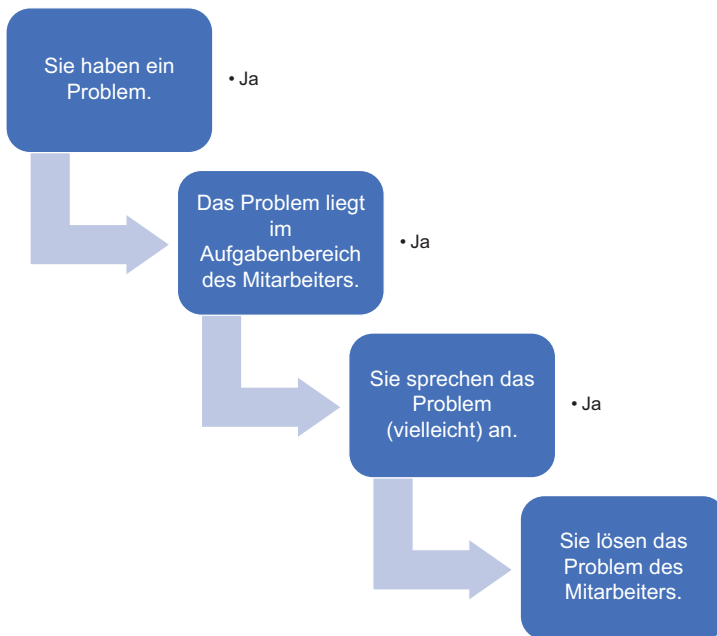 Sie haben ein
Problem.
• Ja
Das Problem liegt
im
Aufgabenbereich
des Mitarbeiters.
• Ja
Sie sprechen das
Problem
(vielleicht) an.
• Ja
Sie lösen das
Problem des
Mitarbeiters.